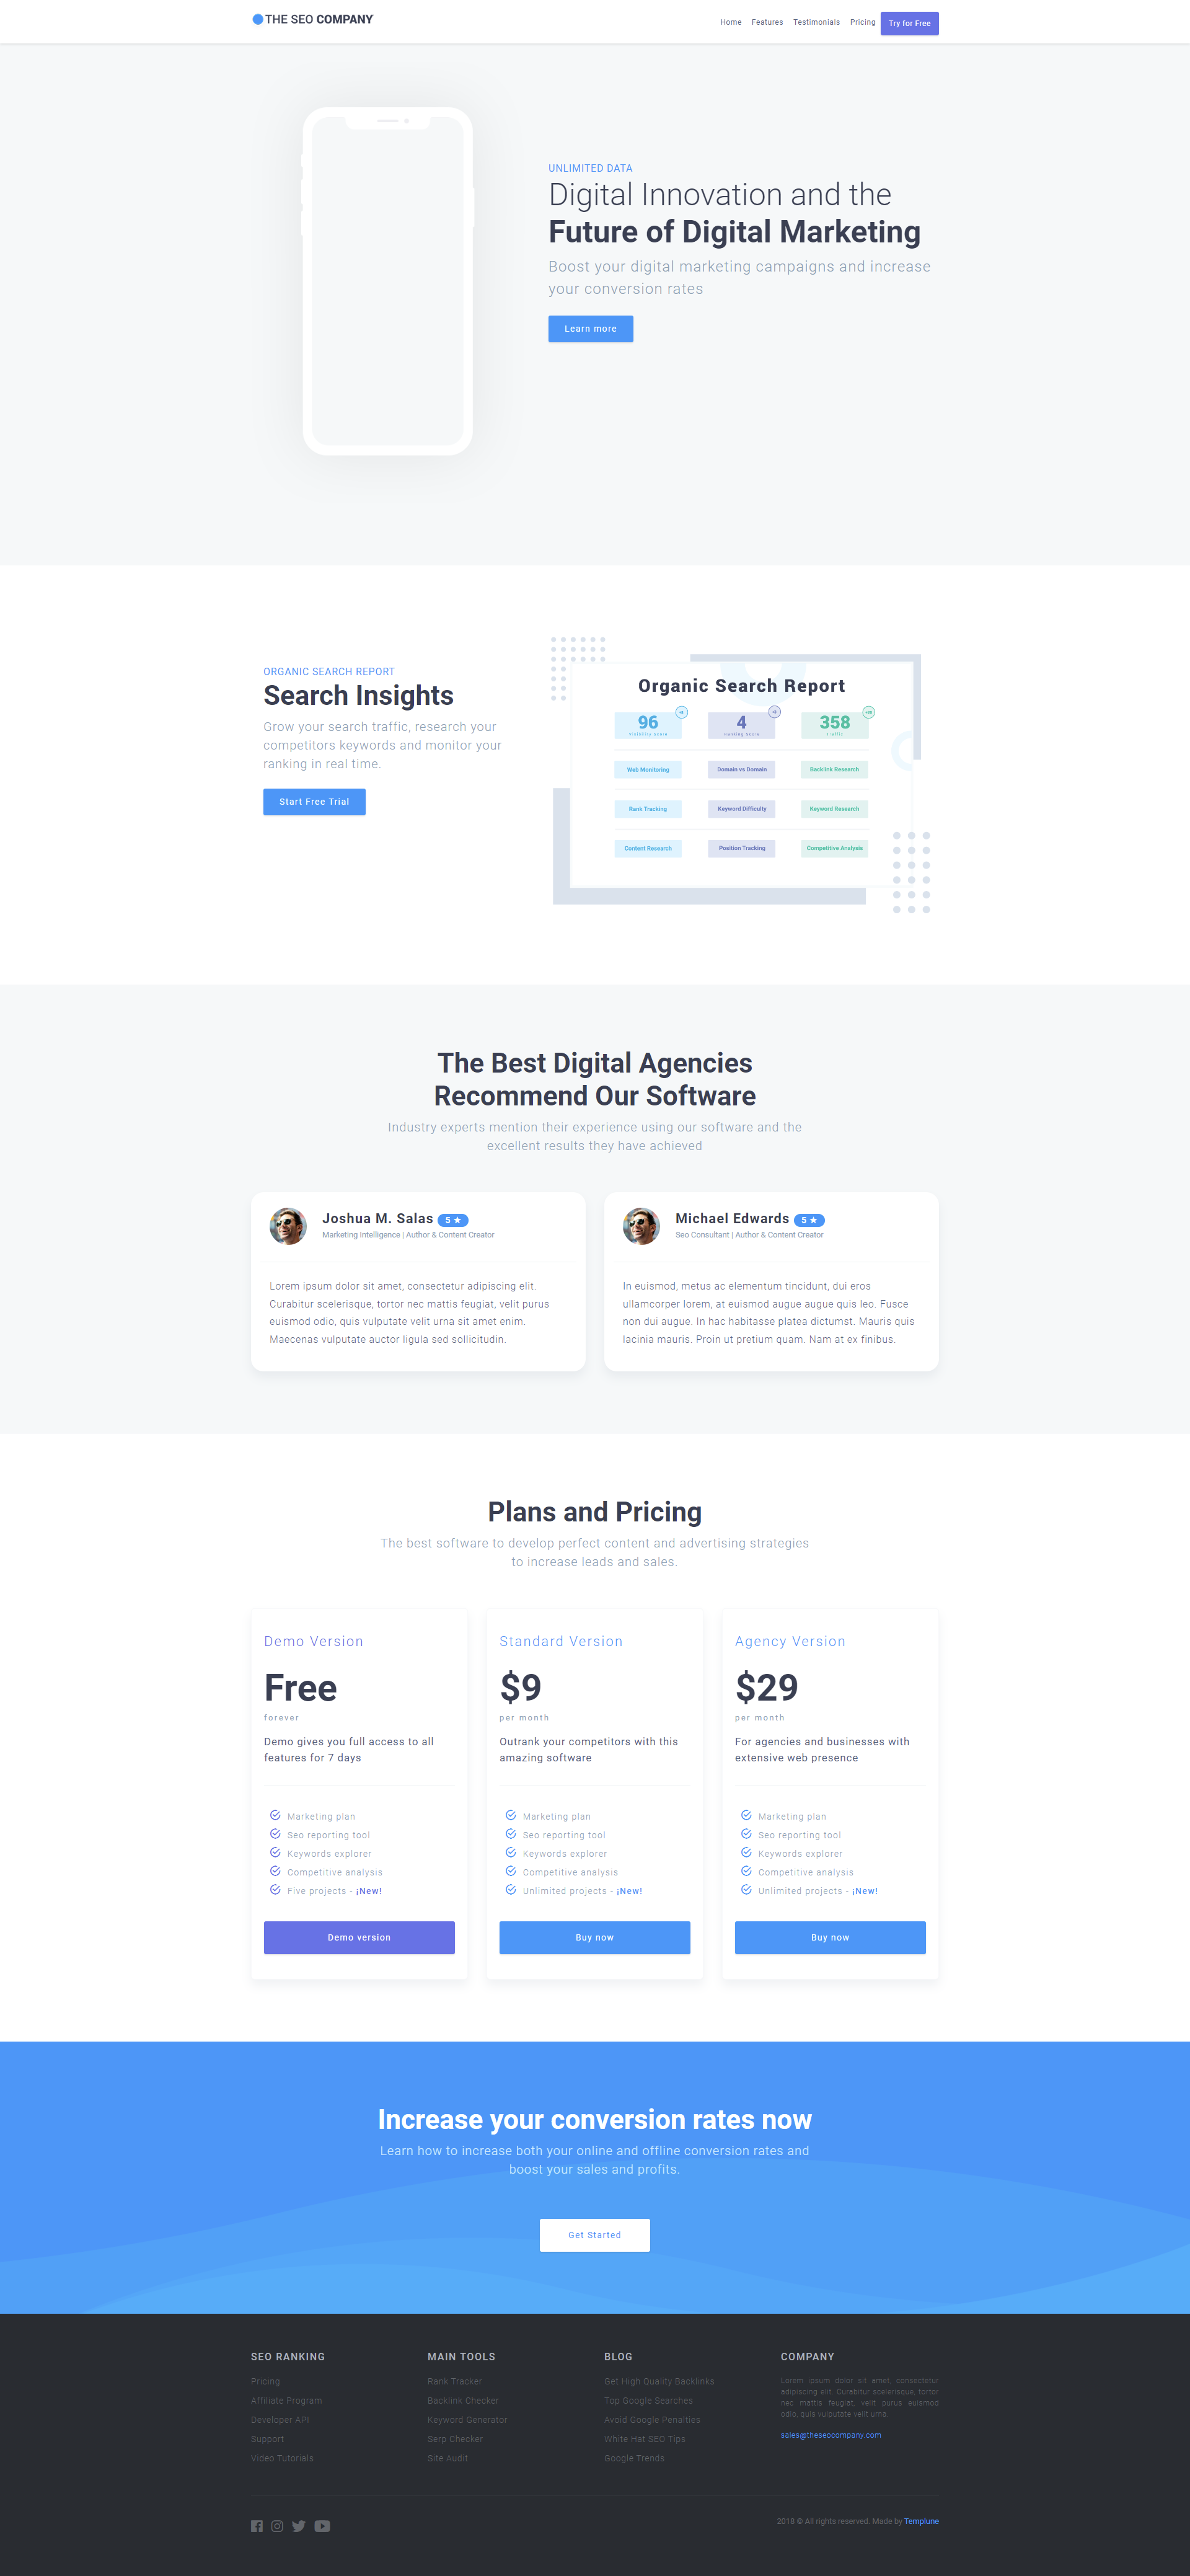 THE SEO COMPANY
Home Features Testimonials Pricing Try for Free
UNLIMITED DATA
Digital Innovation and the
Future of Digital Marketing
Boost your digital marketing campaigns and increase
your conversion rates
Learn more
ORGANIC SEARCH REPORT
Search Insights
Grow your search traffic, research your
competitors keywords and monitor your
ranking in real time.
Start Free Trial
Organic Search Report
96 4 358
Visibility Score Ranking Score Traffic
Web Monitoring Domain vs Domain Backlink Research
Rank Tracking Keyword Difficulty Keyword Research
Content Research Position Tracking Competitive Analysis
The Best Digital Agencies
Recommend Our Software
Industry experts mention their experience using our software and the
excellent results they have achieved
Joshua M. Salas 5 ★
Marketing Intelligence | Author & Content Creator
Lorem ipsum dolor sit amet, consectetur adipiscing elit.
Curabitur scelerisque, tortor nec mattis feugiat, velit purus
euismod odio, quis vulputate velit urna sit amet enim.
Maecenas vulputate auctor ligula sed sollicitudin.
Michael Edwards 5 ★
Seo Consultant | Author & Content Creator
In euismod, metus ac elementum tincidunt, dui eros
ullamcorper lorem, at euismod augue augue quis leo. Fusce
non dui augue. In hac habitasse platea dictumst. Mauris quis
lacinia mauris. Proin ut pretium quam. Nam at ex finibus.
Plans and Pricing
The best software to develop perfect content and advertising strategies
to increase leads and sales.
Demo Version
Free
forever
Demo gives you full access to all
features for 7 days
Marketing plan
Seo reporting tool
Keywords explorer
Competitive analysis
Five projects - ¡New!
Demo version
Standard Version
$9
per month
Outrank your competitors with this
amazing software
Marketing plan
Seo reporting tool
Keywords explorer
Competitive analysis
Unlimited projects - ¡New!
Buy now
Agency Version
$29
per month
For agencies and businesses with
extensive web presence
Marketing plan
Seo reporting tool
Keywords explorer
Competitive analysis
Unlimited projects - ¡New!
Buy now
Increase your conversion rates now
Learn how to increase both your online and offline conversion rates and
boost your sales and profits.
Get Started
SEO RANKING
Pricing
Affiliate Program
Developer API
Support
Video Tutorials
MAIN TOOLS
Rank Tracker
Backlink Checker
Keyword Generator
Serp Checker
Site Audit
BLOG
Get High Quality Backlinks
Top Google Searches
Avoid Google Penalties
White Hat SEO Tips
Google Trends
COMPANY
Lorem ipsum dolor sit amet, consectetur
adipiscing elit. Curabitur scelerisque, tortor
nec mattis feugiat, velit purus euismod
odio, quis vulputate velit urna.
sales@theseocompany.com
2018 © All rights reserved. Made by Templune